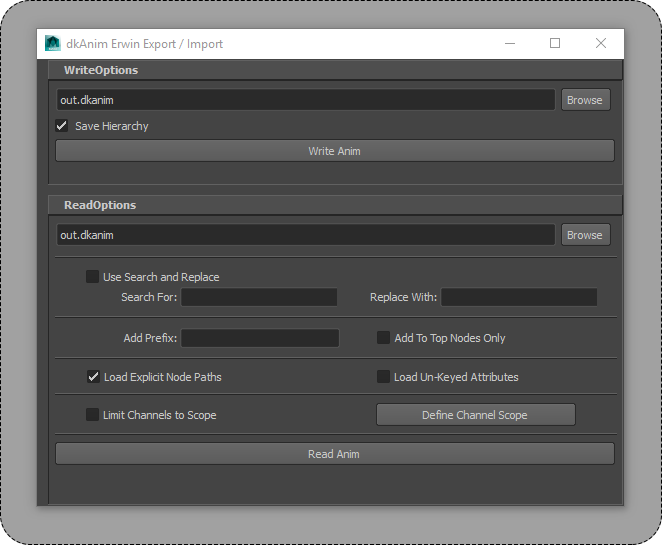 dkAnim Erwin Export / Import
WriteOptions
out.dkanim Browse
Save Hierarchy
Write Anim
ReadOptions
out.dkanim Browse
Use Search and Replace
Search For: Replace With:
Add Prefix: Add To Top Nodes Only
Load Explicit Node Paths Load Un-Keyed Attributes
Limit Channels to Scope Define Channel Scope
Read Anim